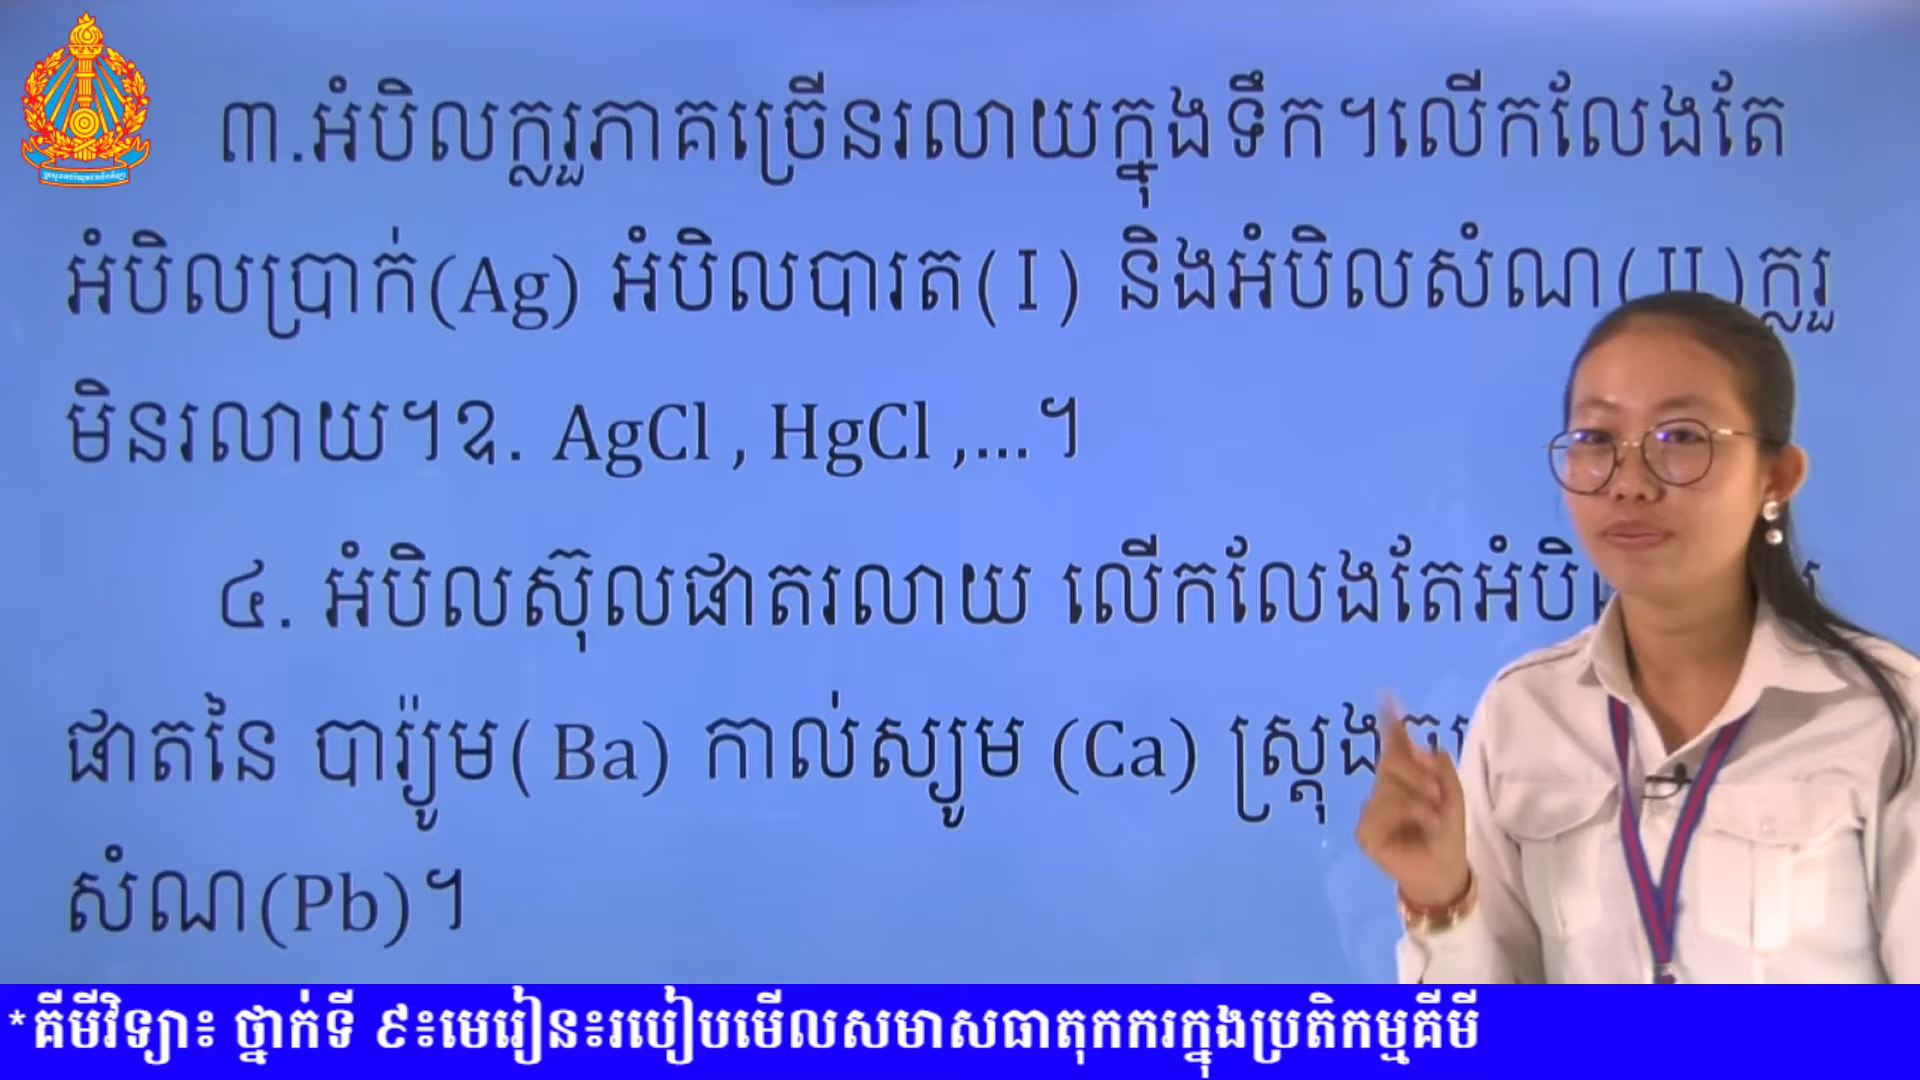 ៣.អំបិលក្លរួភាគច្រើនរលាយក្នុងទឹក។លើកលែងតែ
អំបិលប្រាក់(Ag) អំបិលបារត(I) និងអំបិលសំណ(II)ក្លរួ
មិនរលាយ។ឧ. AgCl , HgCl ,...។
៤. អំបិលស៊ុលផាតរលាយ លើកលែងតែ
ផាតនៃ បារ្យ៉ូម( Ba) កាល់ស្យូម (Ca)
សំណ(Pb)។
*គីមីវិទ្យា៖ ថ្នាក់ទី ៩៖មេរៀន៖របៀបមើលសមាសធាតុកករក្នុងប្រតិកម្មគីមី